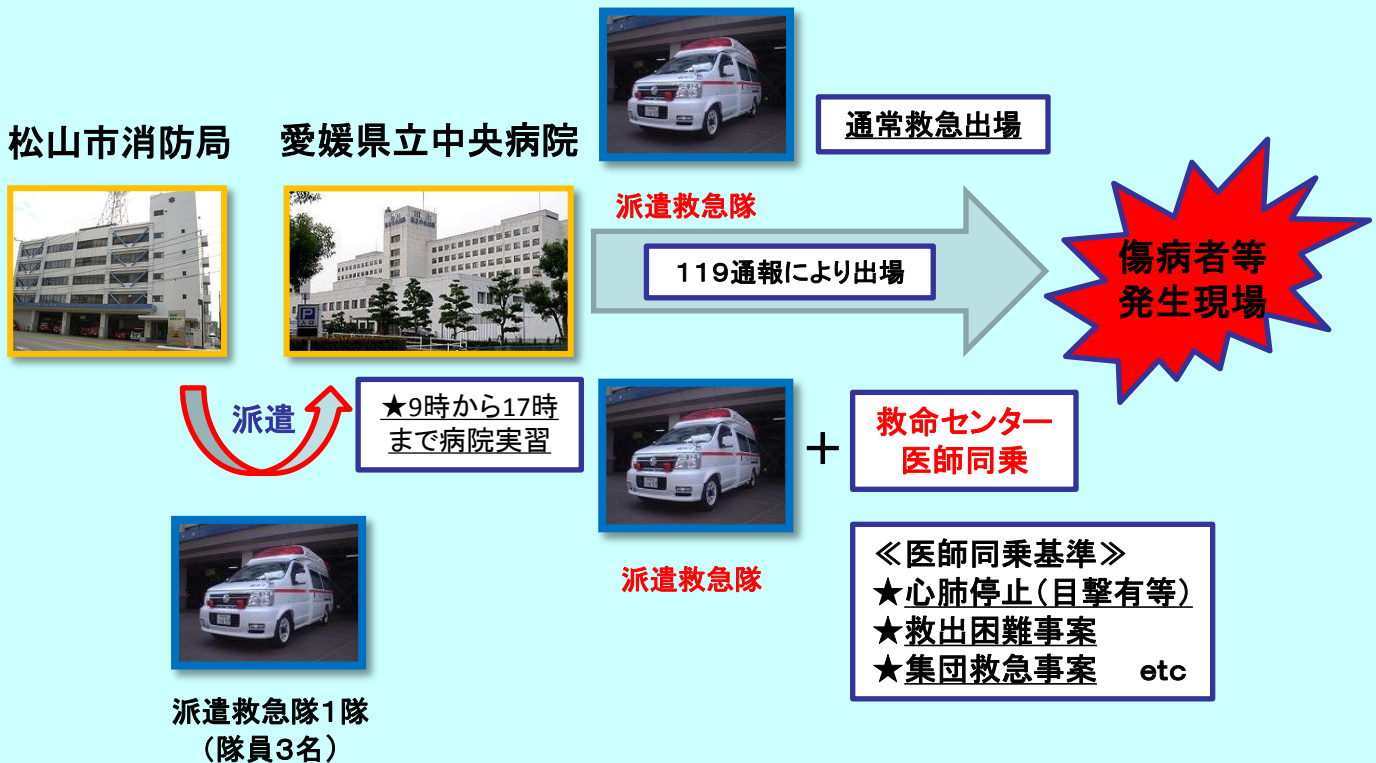 松山市消防局
愛媛県立中央病院
通常救急出場
派遣救急隊
119通報により出場
傷病者等
発生現場
派遣
★9時から17時
まで病院実習
＋
救命センター
医師同乗
派遣救急隊
≪医師同乗基準≫
★心肺停止（目撃有等）
★救出困難事案
★集団救急事案　etc
派遣救急隊1隊
（隊員3名）
P